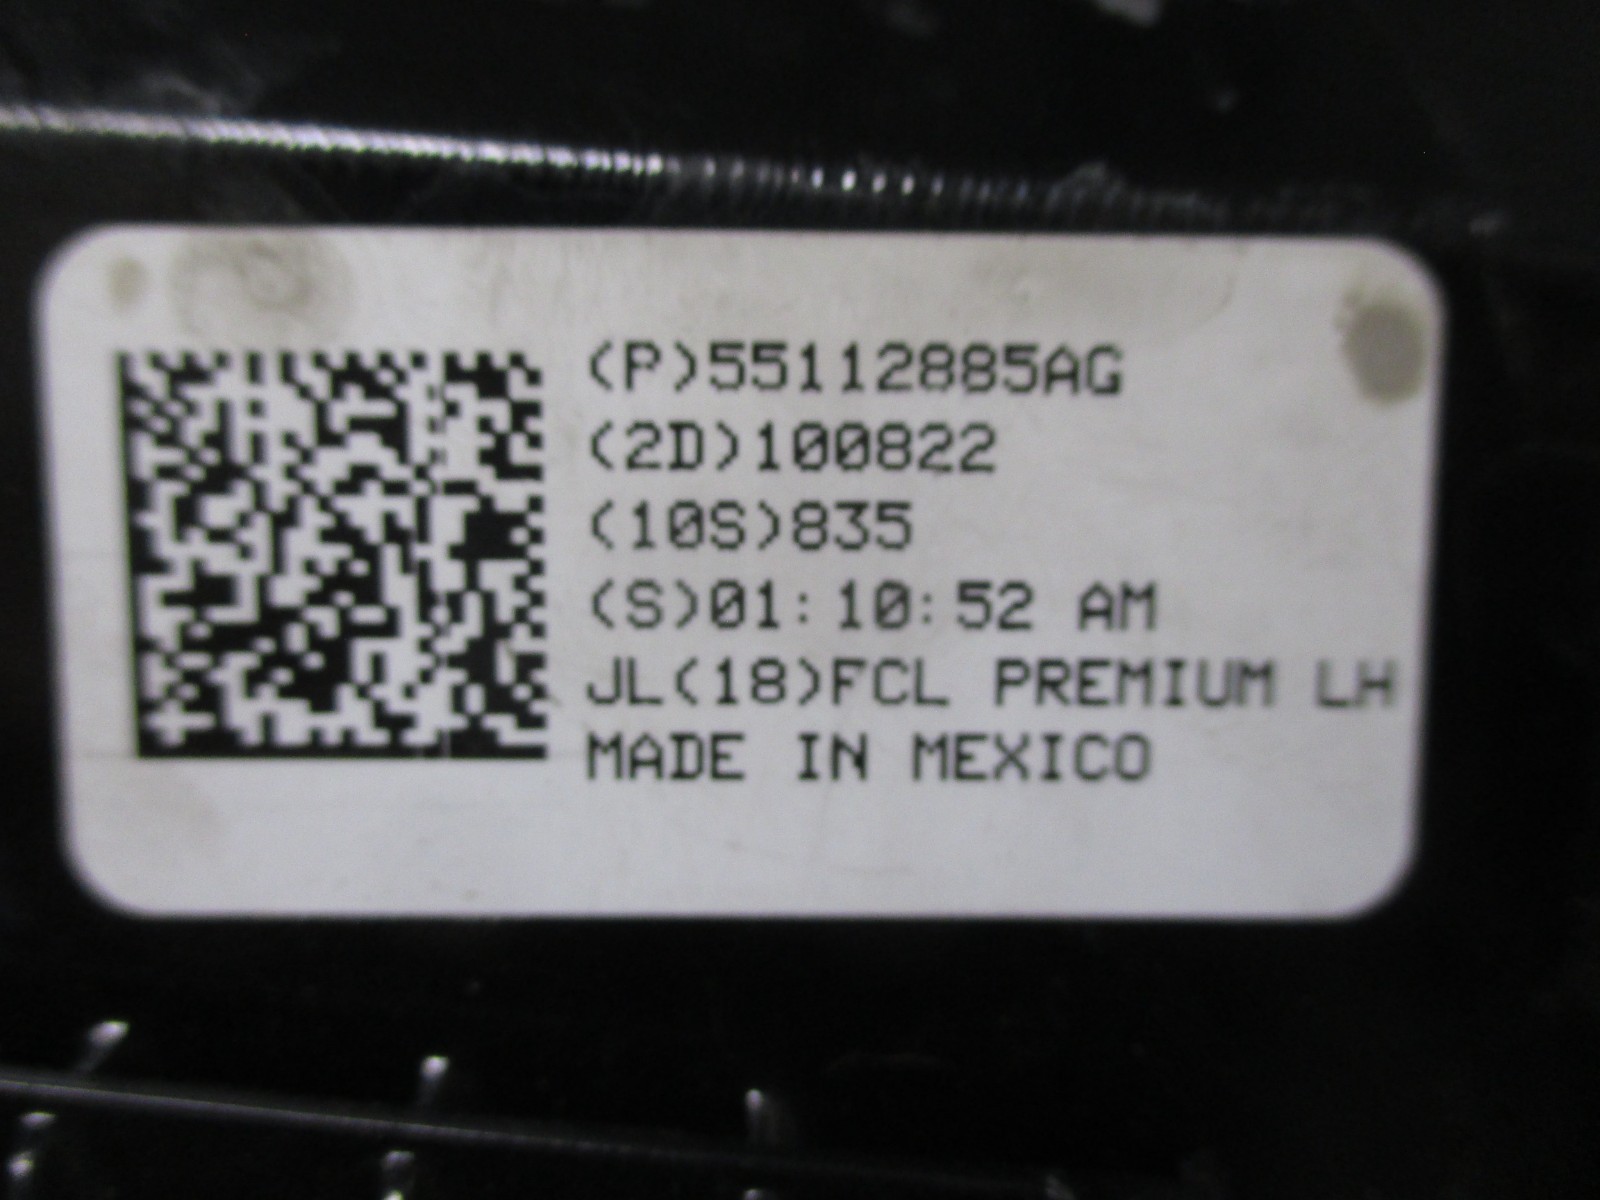 (P)55112885AG
(2D)100822
(10S)835
(S)01:10:52 AM
JL(18)FCL PREMIUM LH
MADE IN MEXICO